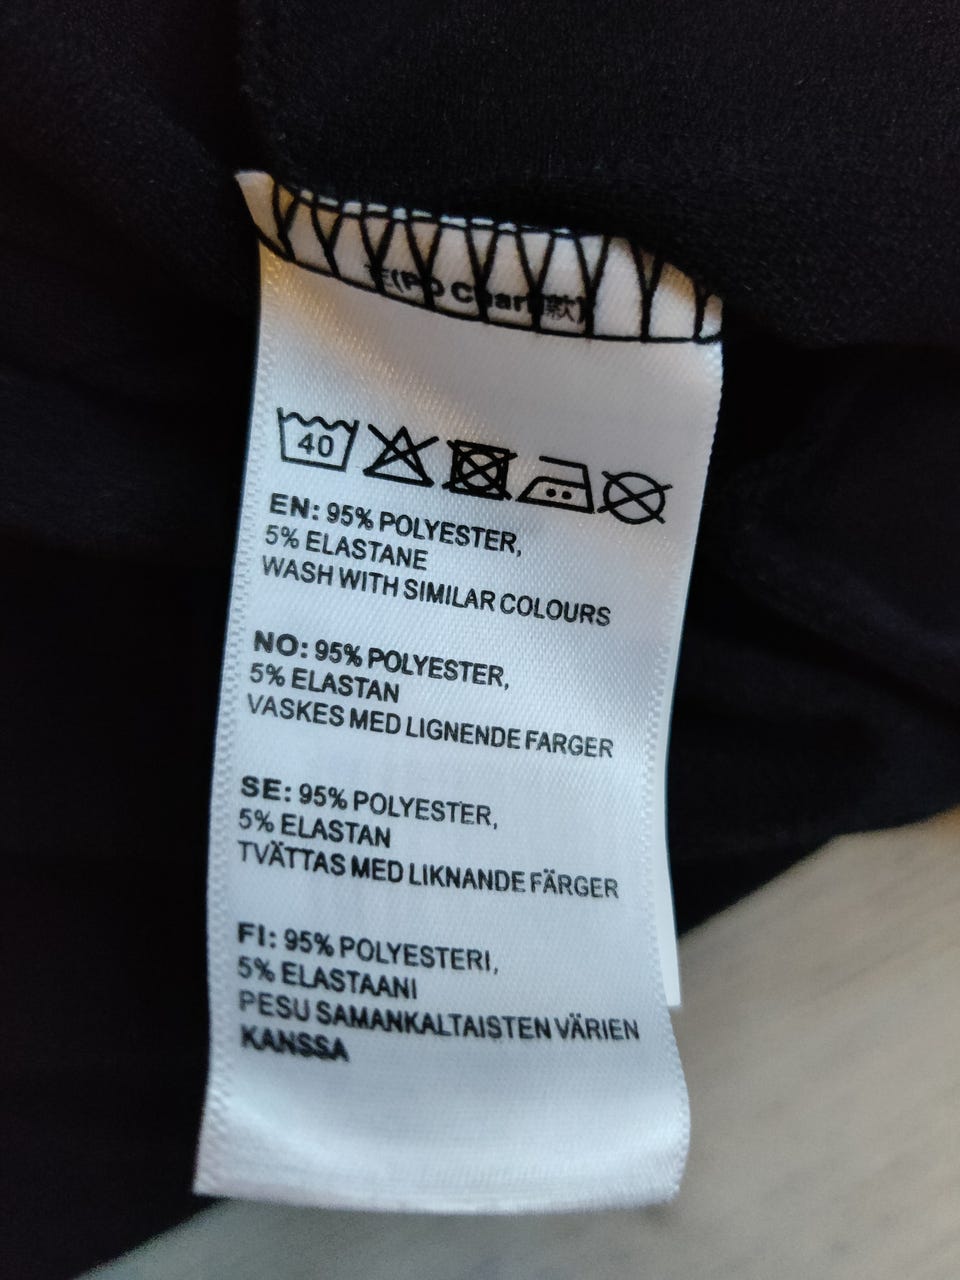 40
EN: 95% POLYESTER,
5% ELASTANE
WASH WITH SIMILAR COLOURS
NO: 95% POLYESTER,
5% ELASTAN
VASKES MED LIGNENDE FARGER
SE: 95% POLYESTER,
5% ELASTAN
TVÄTTAS MED LIKNANDE FÄRGER
FI: 95% POLYESTERI,
5% ELASTAANI
PESU SAMANKALTAISTEN VÄRIEN
KANSSA